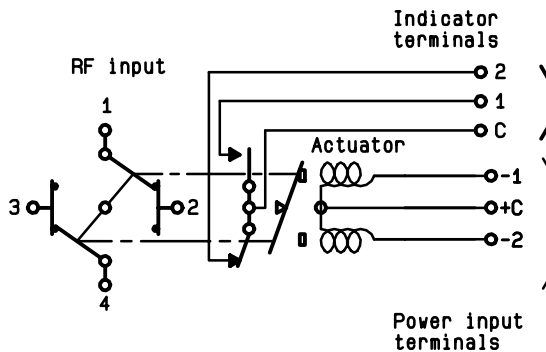 Indicator
terminals
RF input
2
1
1
C
Actuator
-1
3
2
+C
-2
4
Power input
terminals